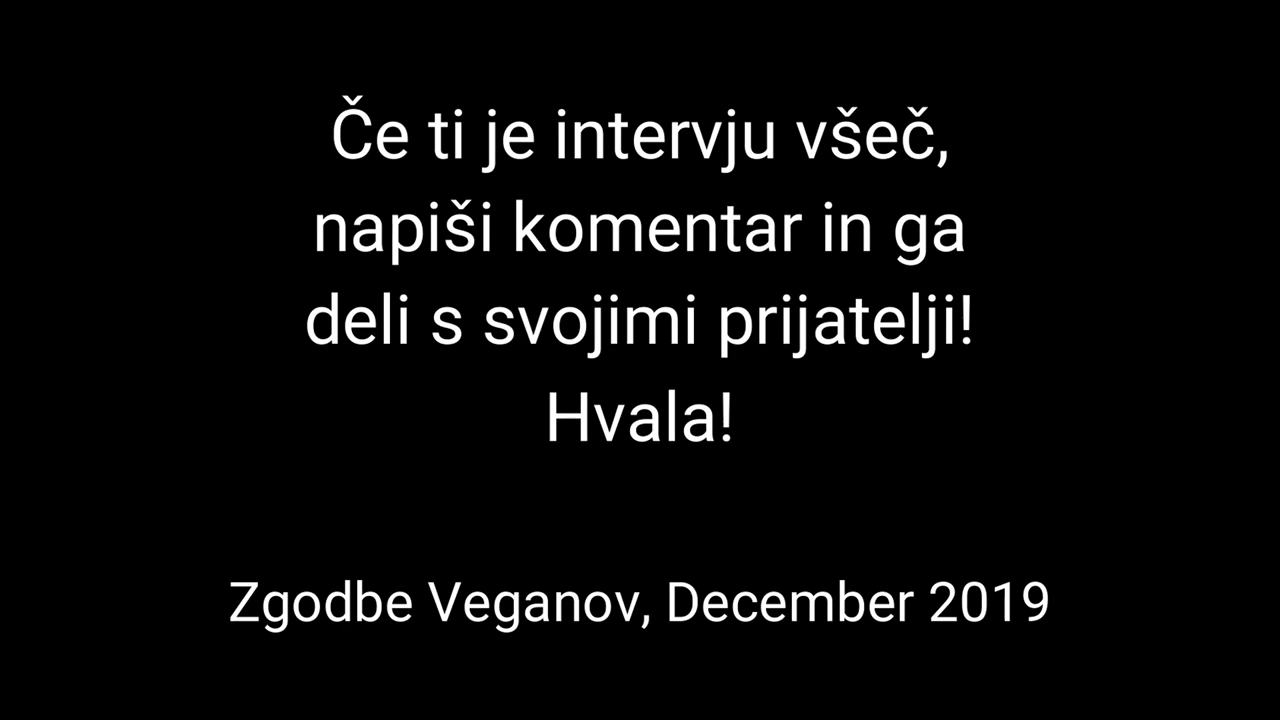 Če ti je intervju všeč,
napiši komentar in ga
deli s svojimi prijatelji!
Hvala!
Zgodbe Veganov, December 2019